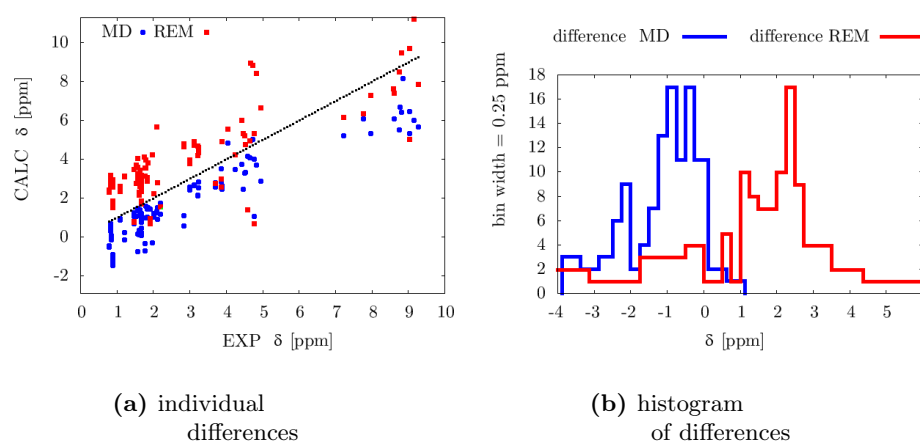 MD REM
10
8
6
4
2
0
-2
CALC δ [ppm]
0 1 2 3 4 5 6 7 8 9 10
EXP δ [ppm]
difference MD difference REM
18
16
14
12
10
8
6
4
2
0
bin width = 0.25 ppm
-4 -3 -2 -1 0 1 2 3 4 5
δ [ppm]
(a) individual
differences
(b) histogram
of differences